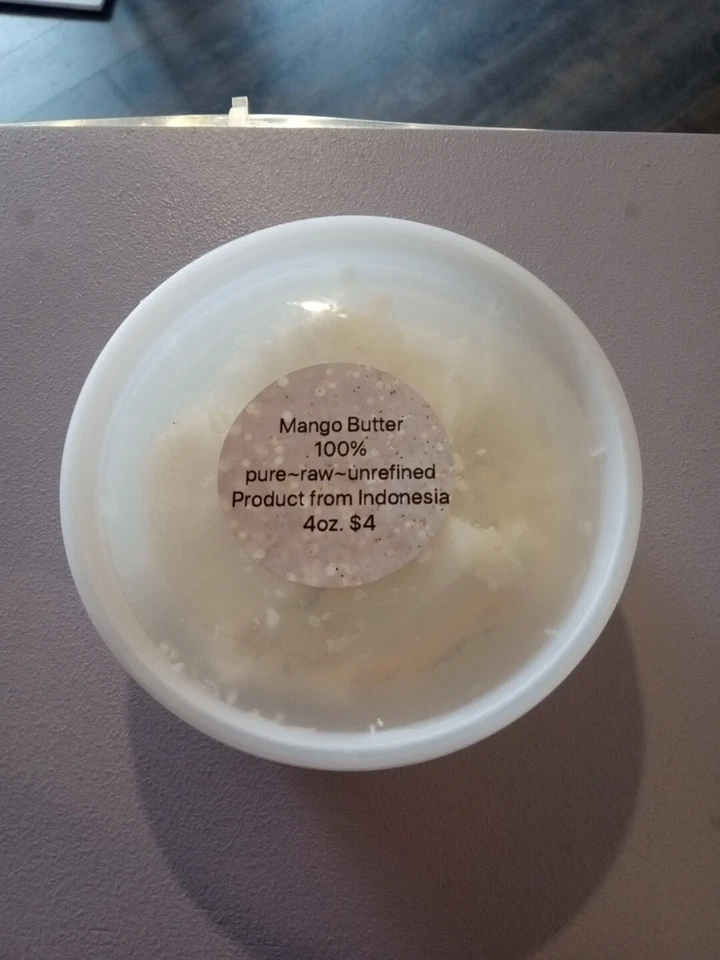 Mango Butter
100%
pure~raw~unrefined
Product from Indonesia
4oz. $4